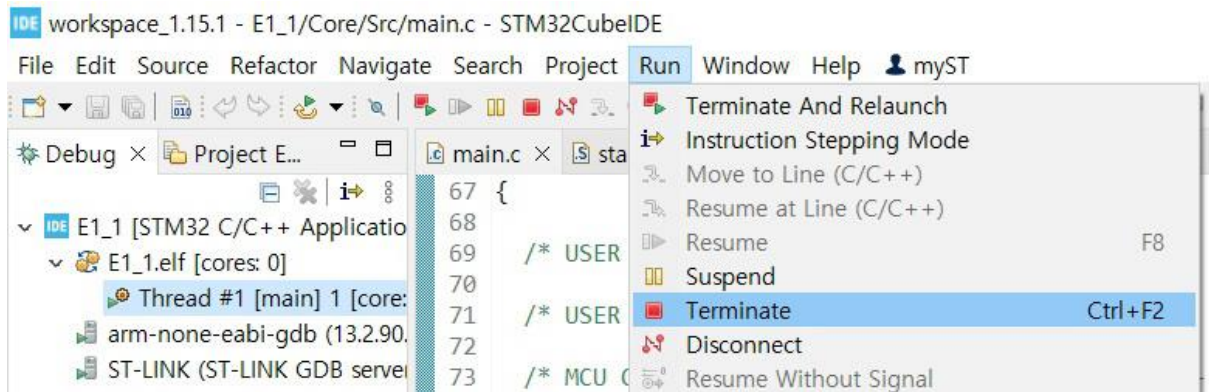 IDE workspace_1.15.1 - E1_1/Core/Src/main.c - STM32CubeIDE
File Edit Source Refactor Navigate Search Project Run Window Help myST
010
Debug Project E...
main.c sta
E1_1 [STM32 C/C++ Applicatio
E1_1.elf [cores: 0]
Thread #1 [main] 1 [core:
arm-none-eabi-gdb (13.2.90.
ST-LINK (ST-LINK GDB server
67 {
68
69 /* USER
70
71 /* USER
72
73 /* MCU C
Terminate And Relaunch
Instruction Stepping Mode
Move to Line (C/C++)
Resume at Line (C/C++)
Resume F8
Suspend
Terminate Ctrl+F2
Disconnect
Resume Without Signal